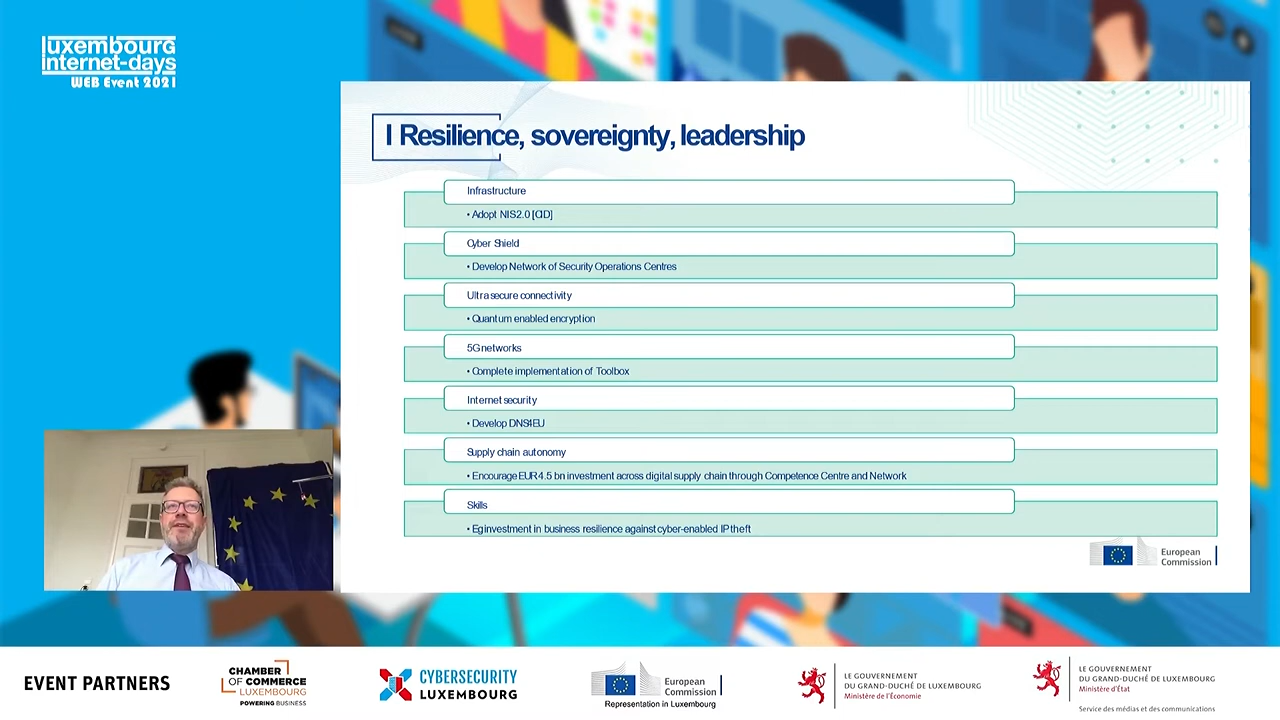 luxembourg
internet-days
WEB Event 2021
I Resilience, sovereignty, leadership
Infrastructure
• Adopt NIS2.0 [CID]
Cyber Shield
• Develop Network of Security Operations Centres
Ultra secure connectivity
• Quantum enabled encryption
5G networks
• Complete implementation of Toolbox
Internet security
• Develop DNS4EU
Supply chain autonomy
• Encourage EUR4.5 bn investment across digital supply chain through Competence Centre and Network
Skills
• Eg investment in business resilience against cyber-enabled IP theft
European
Commission
EVENT PARTNERS
CHAMBER
OF COMMERCE
LUXEMBOURG
POWERING BUSINESS
CYBERSECURITY
LUXEMBOURG
European
Commission
Representation in Luxembourg
LE GOUVERNEMENT
DU GRAND-DUCHÉ DE LUXEMBOURG
Ministère de l'Économie
LE GOUVERNEMENT
DU GRAND-DUCHÉ DE LUXEMBOURG
Ministère d'État
Service des médias et des communications